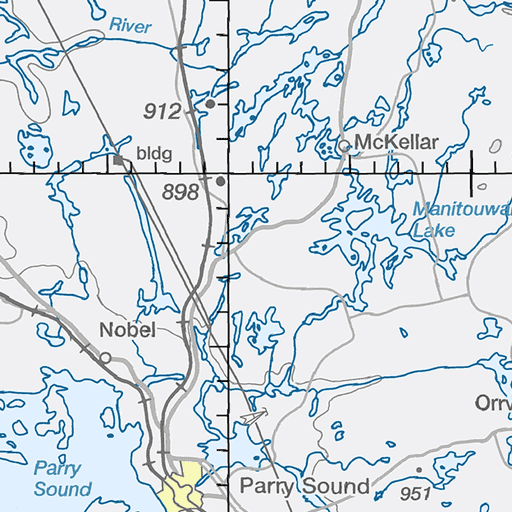 River
912
McKellar
bldg
898
Manitouwa
Lake
Nobel
Orrv
Parry
Sound
Parry Sound
951